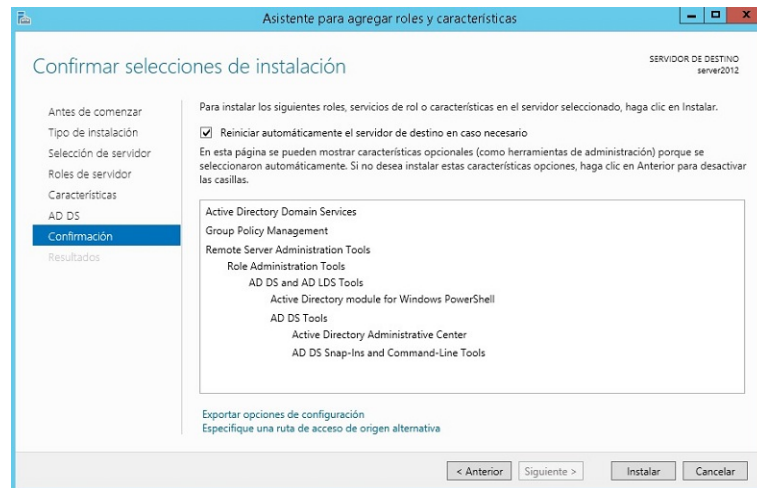 Asistente para agregar roles y características
Confirmar selecciones de instalación
SERVIDOR DE DESTINO
server2012
Antes de comenzar
Tipo de instalación
Selección de servidor
Roles de servidor
Características
AD DS
Confirmación
Resultados
Para instalar los siguientes roles, servicios de rol o características en el servidor seleccionado, haga clic en Instalar.
Reiniciar automáticamente el servidor de destino en caso necesario
En esta página se pueden mostrar características opcionales (como herramientas de administración) porque se
seleccionaron automáticamente. Si no desea instalar estas características opciones, haga clic en Anterior para desactivar
las casillas.
Active Directory Domain Services
Group Policy Management
Remote Server Administration Tools
Role Administration Tools
AD DS and AD LDS Tools
Active Directory module for Windows PowerShell
AD DS Tools
Active Directory Administrative Center
AD DS Snap-Ins and Command-Line Tools
Exportar opciones de configuración
Especifique una ruta de acceso de origen alternativa
< Anterior
Siguiente >
Instalar
Cancelar